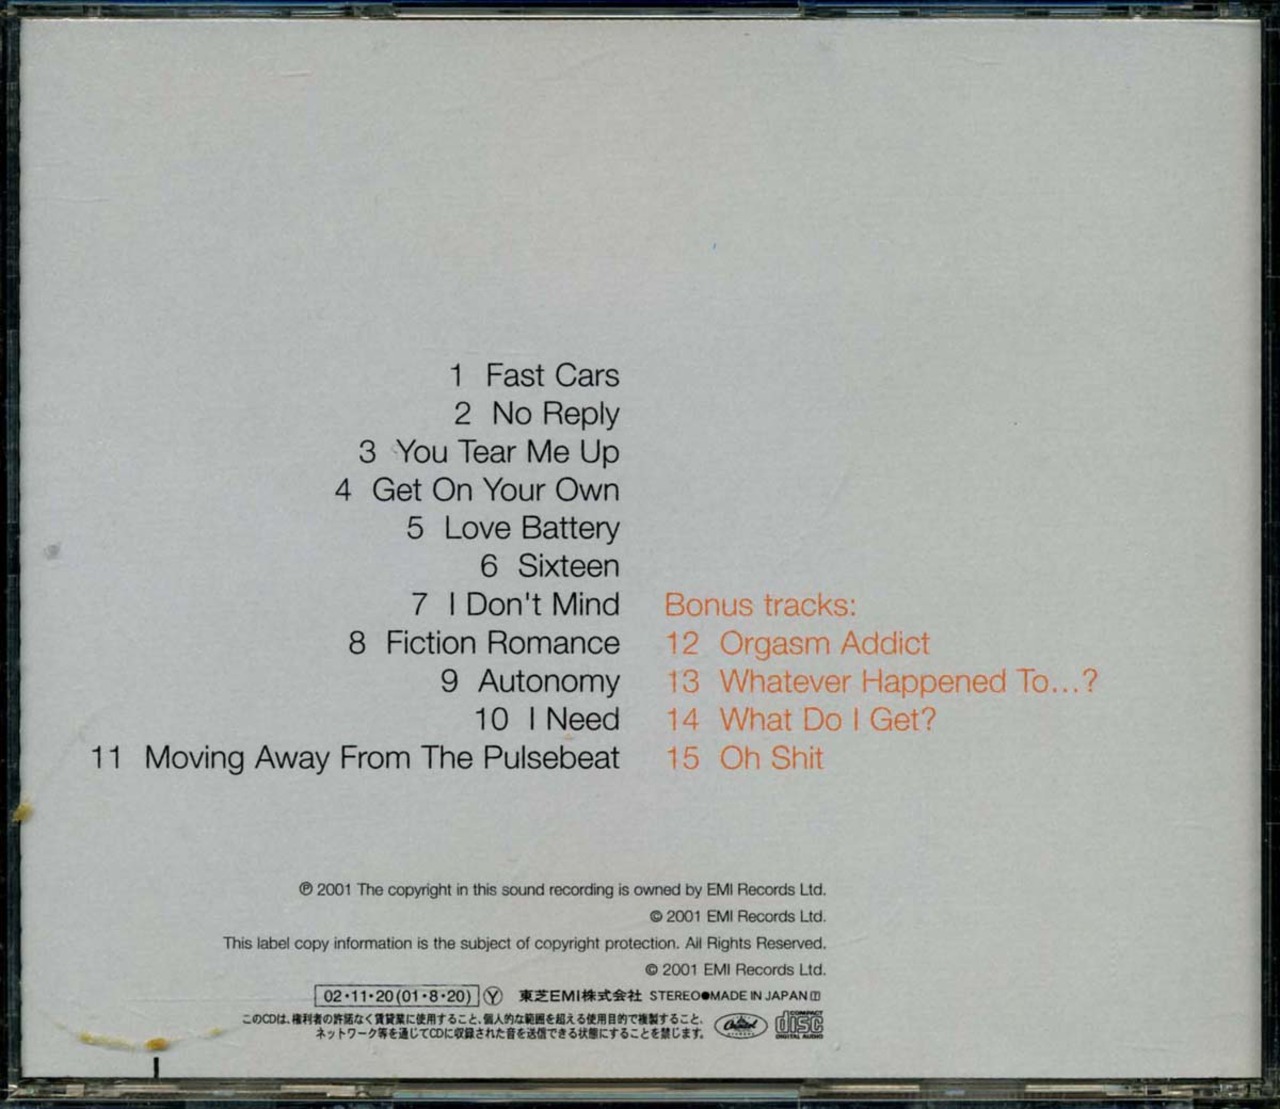 1 Fast Cars
2 No Reply
3 You Tear Me Up
4 Get On Your Own
5 Love Battery
6 Sixteen
7 I Don't Mind
8 Fiction Romance
9 Autonomy
10 I Need
11 Moving Away From The Pulsebeat
Bonus tracks:
12 Orgasm Addict
13 Whatever Happened To...?
14 What Do I Get?
15 Oh Shit
℗ 2001 The copyright in this sound recording is owned by EMI Records Ltd.
© 2001 EMI Records Ltd.
This label copy information is the subject of copyright protection. All Rights Reserved.
© 2001 EMI Records Ltd.
02・11・20(01・8・20) Ⓨ 東芝EMI株式会社 STEREO●MADE IN JAPAN
このCDは、権利者の許諾なく賃貸業に使用すること、個人的な範囲を超える使用目的で複製すること、
ネットワーク等を通じてCDに収録された音を送信できる状態にすることを禁じます。
Capitol
COMPACT
disc
DIGITAL AUDIO